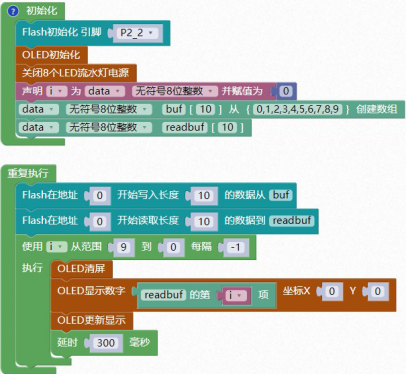 ? 初始化
Flash初始化 引脚 P2_2
OLED初始化
关闭8个LED流水灯电源
声明 i 为 data 无符号8位整数 并赋值为 0
data 无符号8位整数 buf [ 10 ] 从 { 0,1,2,3,4,5,6,7,8,9 } 创建数组
data 无符号8位整数 readbuf [ 10 ]
重复执行
Flash在地址 0 开始写入长度 10 的数据从 buf
Flash在地址 0 开始读取长度 10 的数据到 readbuf
使用 i 从范围 9 到 0 每隔 -1
执行 OLED清屏
OLED显示数字 readbuf 的第 i 项 坐标X 0 Y 0
OLED更新显示
延时 300 毫秒